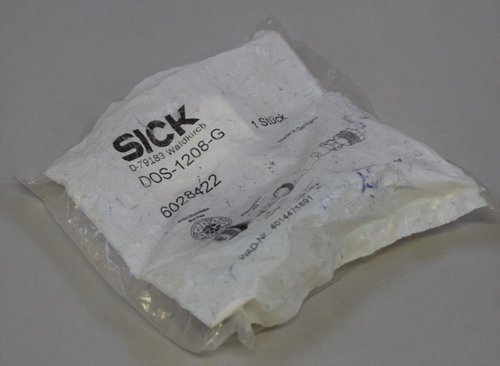 SICK
D-79183 Waldkirch
DOS-1208-G
1 Stück
6028422